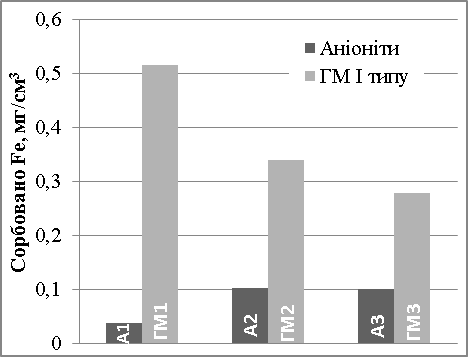 Сорбовано Fe, мг/см³
0,6
0,5
0,4
0,3
0,2
0,1
0
Аніоніти
ГМ І типу
А1
ГМ1
А2
ГМ2
А3
ГМ3